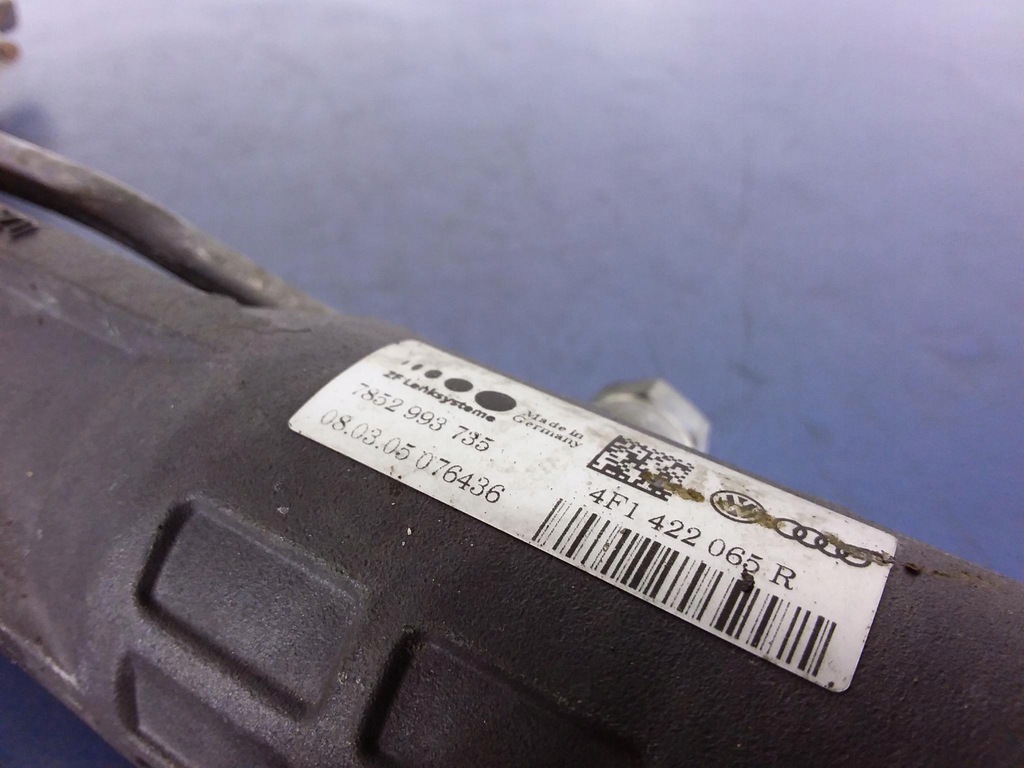 ZF Lenksysteme
Made in
Germany
7852 993 735
08.03.05 076436
4F1 422 065 R